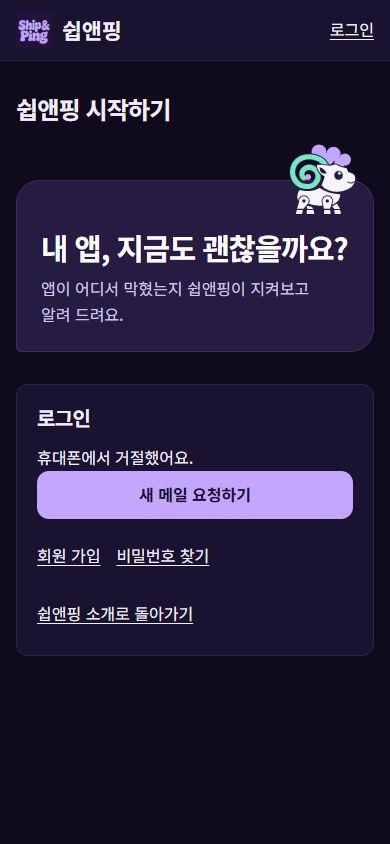 Ship&
Ping
쉽앤핑
로그인
쉽앤핑 시작하기
내 앱, 지금도 괜찮을까요?
앱이 어디서 막혔는지 쉽앤핑이 지켜보고
알려 드려요.
로그인
휴대폰에서 거절했어요.
새 메일 요청하기
회원 가입 비밀번호 찾기
쉽앤핑 소개로 돌아가기